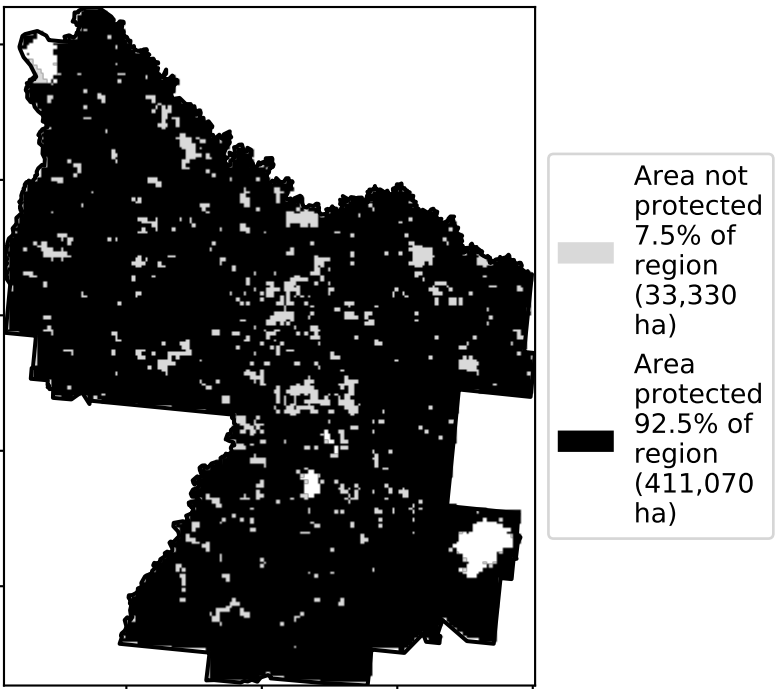 Area not
protected
7.5% of
region
(33,330
ha)
Area
protected
92.5% of
region
(411,070
ha)